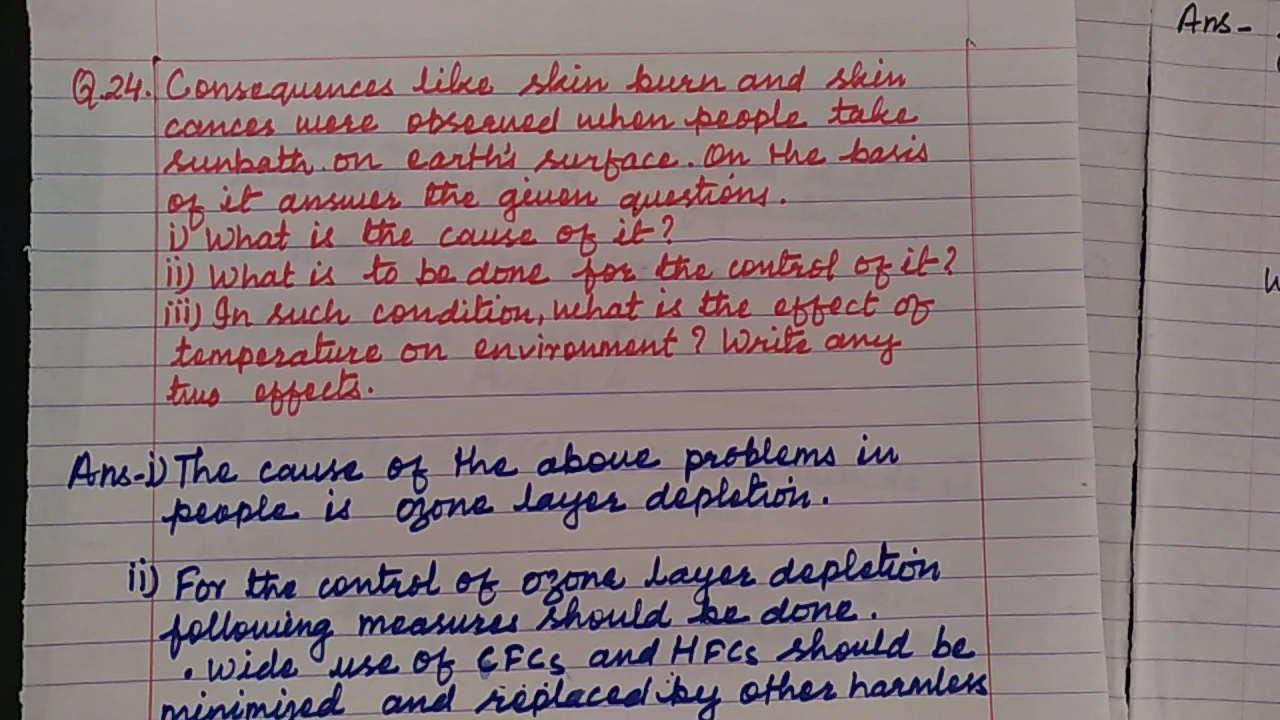 Q.24. Consequences like skin burn and skin
cancer were observed when people take
sunbath on earth's surface. On the basis
of it answer the given questions.
i) What is the cause of it?
ii) What is to be done for the control of it?
iii) In such condition, what is the effect of
temperature on environment? Write any
two effects.
Ans-i) The cause of the above problems in
people is ozone layer depletion.
ii) For the control of ozone layer depletion
following measures should be done.
• Wide use of CFCs and HFCs should be
minimized and replaced by other harmless
Ans-